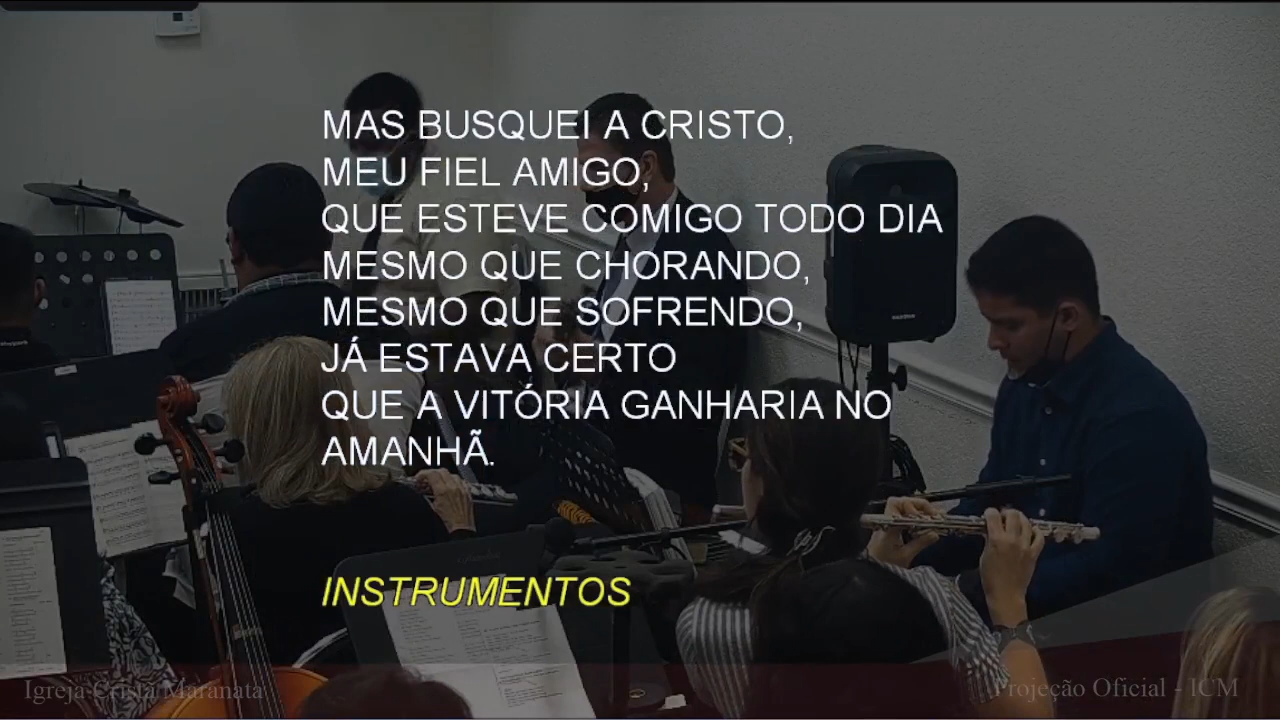 MAS BUSQUEI A CRISTO,
MEU FIEL AMIGO,
QUE ESTEVE COMIGO TODO DIA
MESMO QUE CHORANDO,
MESMO QUE SOFRENDO,
JÁ ESTAVA CERTO
QUE A VITÓRIA GANHARIA NO
AMANHÃ.
INSTRUMENTOS
Igreja Cristã Maranata
Projeção Oficial - ICM